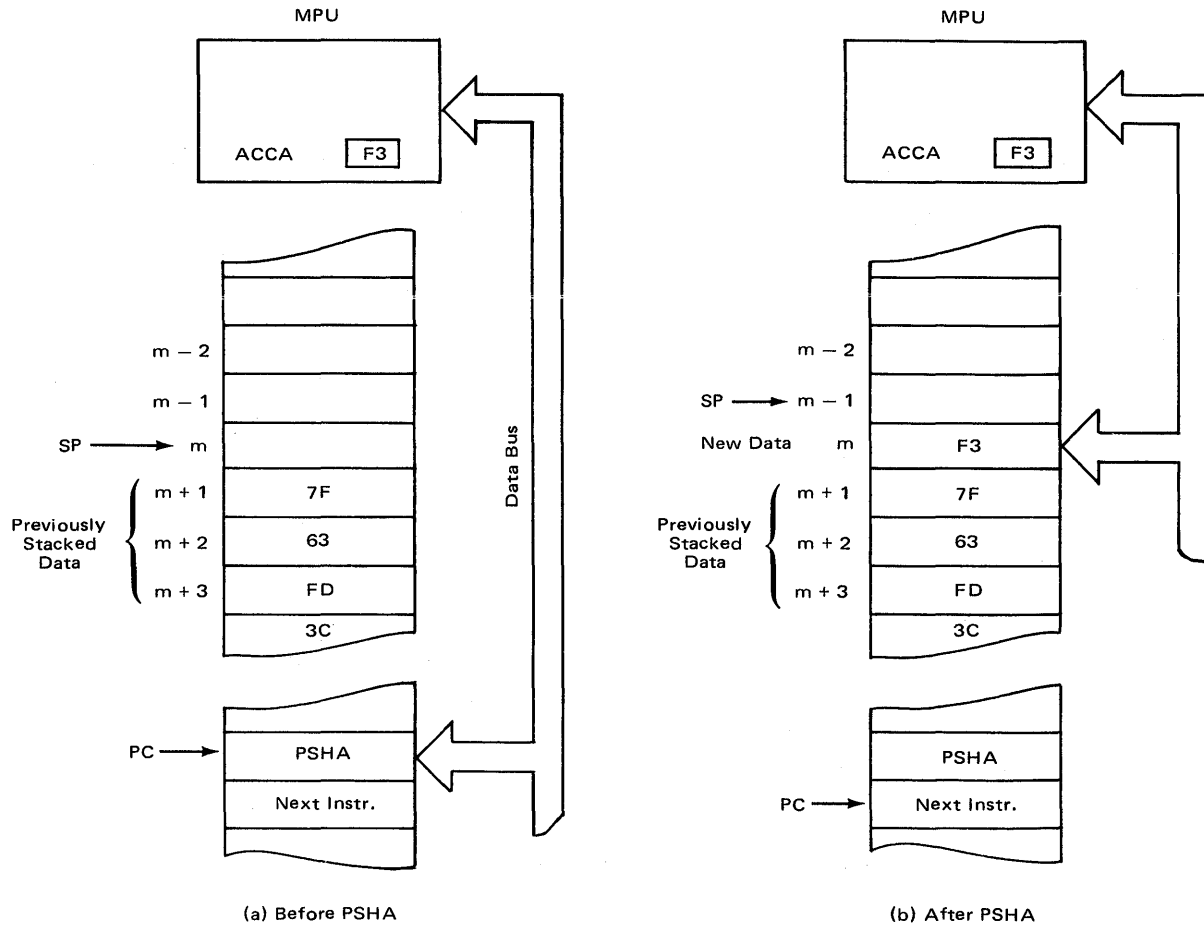 MPU
ACCA F3
m – 2
m – 1
SP m
m + 1 7F
m + 2 63
m + 3 FD
3C
Previously
Stacked
Data
Data Bus
PC PSHA
Next Instr.
(a) Before PSHA
MPU
ACCA F3
m – 2
SP m – 1
New Data m F3
m + 1 7F
m + 2 63
m + 3 FD
3C
Previously
Stacked
Data
PSHA
PC Next Instr.
(b) After PSHA